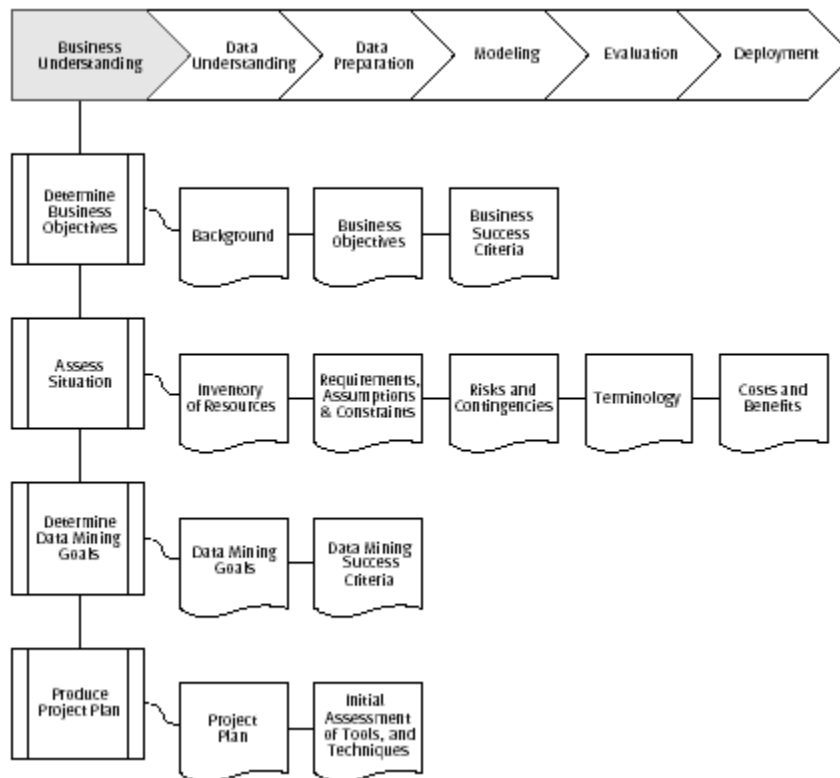 Business
Understanding
Data
Understanding
Data
Preparation
Modeling
Evaluation
Deployment
Determine
Business
Objectives
Background
Business
Objectives
Business
Success
Criteria
Assess
Situation
Inventory
of Resources
Requirements,
Assumptions
& Constraints
Risks and
Contingencies
Terminology
Costs and
Benefits
Determine
Data Mining
Goals
Data Mining
Goals
Data Mining
Success
Criteria
Produce
Project Plan
Project
Plan
Initial
Assessment
of Tools, and
Techniques